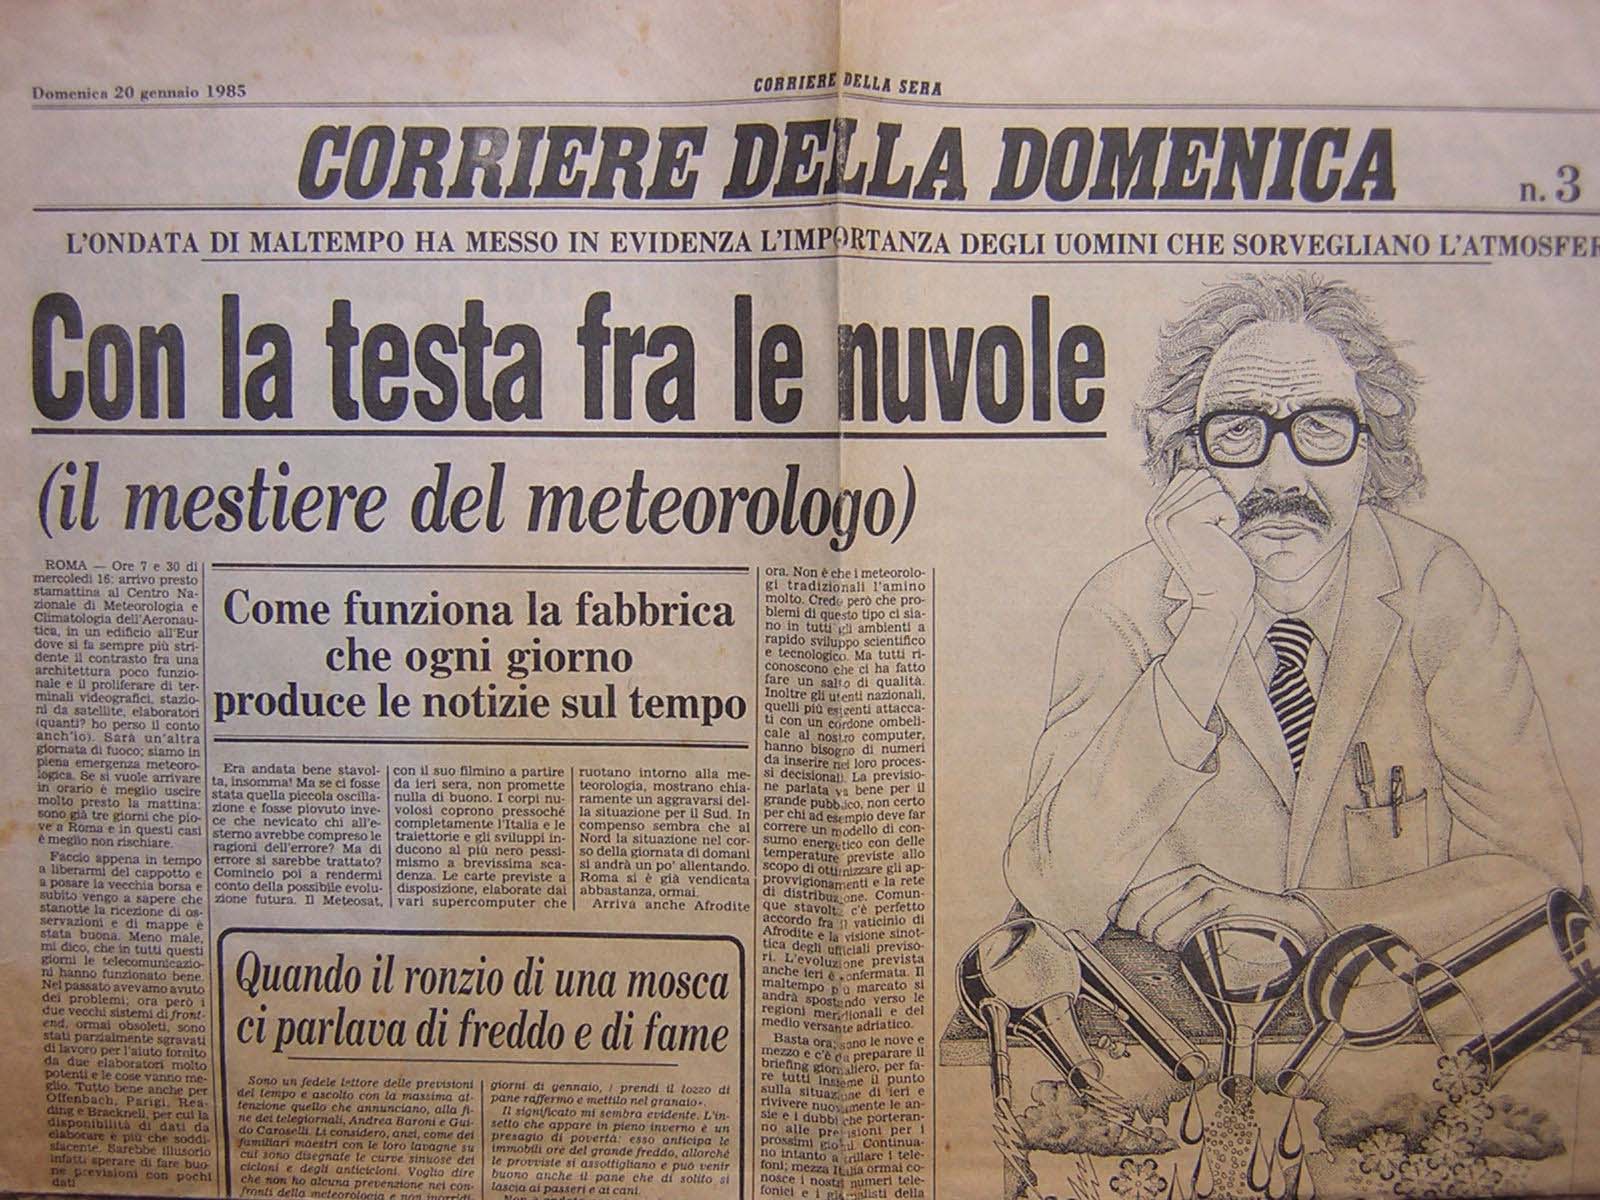 Domenica 20 gennaio 1985
CORRIERE DELLA SERA
CORRIERE DELLA DOMENICA
n. 3
L'ONDATA DI MALTEMPO HA MESSO IN EVIDENZA L'IMPORTANZA DEGLI UOMINI CHE SORVEGLIANO L'ATMOSFER
Con la testa fra le nuvole
(il mestiere del meteorologo)
ROMA — Ore 7 e 30 di
mercoledì 16: arrivo presto
stamattina al Centro Na-
zionale di Meteorologia e
Climatologia dell'Aeronau-
tica, in un edificio all'Eur
dove si fa sempre più stri-
dente il contrasto fra una
architettura poco funzio-
nale e il proliferare di ter-
minali videografici, stazio-
ni da satellite, elaboratori
(quanti? ho perso il conto
anch'io). Sarà un'altra
giornata di fuoco; siamo in
piena emergenza meteoro-
logica. Se si vuole arrivare
in orario è meglio uscire
molto presto la mattina:
sono già tre giorni che pio-
ve a Roma e in questi casi
è meglio non rischiare.
Faccio appena in tempo
a liberarmi del cappotto e
a posare la vecchia borsa e
subito vengo a sapere che
stanotte la ricezione di os-
servazioni e di mappe è
stata buona. Meno male,
mi dico, che in tutti questi
giorni le telecomunicazio-
ni hanno funzionato bene.
Nel passato avevamo avuto
dei problemi; ora però i
due vecchi sistemi di front-
end, ormai obsoleti, sono
stati parzialmente sgravati
di lavoro per l'aiuto fornito
da due elaboratori molto
potenti e le cose vanno me-
glio. Tutto bene anche per
Offenbach, Parigi, Rea-
ding e Bracknell, per cui la
disponibilità di dati da
elaborare è più che soddi-
sfacente. Sarebbe illusorio
infatti sperare di fare buo-
ne previsioni con pochi
dati
Come funziona la fabbrica
che ogni giorno
produce le notizie sul tempo
Era andata bene stavol-
ta, insomma! Ma se ci fosse
stata quella piccola oscilla-
zione e fosse piovuto inve-
ce che nevicato chi all'e-
sterno avrebbe compreso le
ragioni dell'errore? Ma di
errore si sarebbe trattato?
Comincio poi a rendermi
conto della possibile evolu-
zione futura. Il Meteosat,
con il suo filmino a partire
da ieri sera, non promette
nulla di buono. I corpi nu-
volosi coprono pressoché
completamente l'Italia e le
traiettorie e gli sviluppi in-
ducono al più nero pessi-
mismo a brevissima sca-
denza. Le carte previste a
disposizione, elaborate dai
vari supercomputer che
ruotano intorno alla me-
teorologia, mostrano chia-
ramente un aggravarsi del-
la situazione per il Sud. In
compenso sembra che al
Nord la situazione nel cor-
so della giornata di domani
si andrà un po' allentando.
Roma si è già vendicata
abbastanza, ormai.
Arriva anche Afrodite
Quando il ronzio di una mosca
ci parlava di freddo e di fame
Sono un fedele lettore delle previsioni
del tempo e ascolto con la massima at-
tenzione quello che annunciano, alla fi-
ne dei telegiornali, Andrea Baroni e Gui-
do Caroselli. Li considero, anzi, come dei
familiari maestri con le loro lavagne su
cui sono disegnate le curve sinuose dei
cicloni e degli anticicloni. Voglio dire
che non ho alcuna prevenzione nei con-
fronti della meteorologia e non
giorni di gennaio, / prendi il tozzo di
pane raffermo e mettilo nel granaio».
Il significato mi sembra evidente. L'in-
setto che appare in pieno inverno è un
presagio di povertà: esso anticipa le
immobili ore del grande freddo, allorché
le provviste si assottigliano e può venir
buono anche il pane che di solito si
lascia ai passeri e ai cani.
ora. Non è che i meteorolo-
gi tradizionali l'amino
molto. Credo però che pro-
blemi di questo tipo ci sia-
no in tutti gli ambienti a
rapido sviluppo scientifico
e tecnologico. Ma tutti ri-
conoscono che ci ha fatto
fare un salto di qualità.
Inoltre gli utenti nazionali,
quelli più esigenti attacca-
ti con un cordone ombeli-
cale al nostro computer,
hanno bisogno di numeri
da inserire nei loro proces-
si decisionali. La previsio-
ne parlata va bene per il
grande pubblico, non certo
per chi ad esempio deve far
correre un modello di con-
sumo energetico con delle
temperature previste allo
scopo di ottimizzare gli ap-
provvigionamenti e la rete
di distribuzione. Comun-
que stavolta c'è perfetto
accordo fra il vaticinio di
Afrodite e la visione sinot-
tica degli ufficiali previso-
ri. L'evoluzione prevista
anche ieri è confermata. Il
maltempo più marcato si
andrà spostando verso le
regioni meridionali e del
medio versante adriatico.
Basta ora; sono le nove e
mezzo e c'è da preparare il
briefing giornaliero, per fa-
re tutti insieme il punto
sulla situazione di ieri e
rivivere nuovamente le an-
sie e i dubbi che porteran-
no alle previsioni per i
prossimi giorni. Continua-
no intanto a trillare i tele-
foni; mezza Italia ormai co-
nosce i nostri numeri tele-
fonici e i giornalisti della